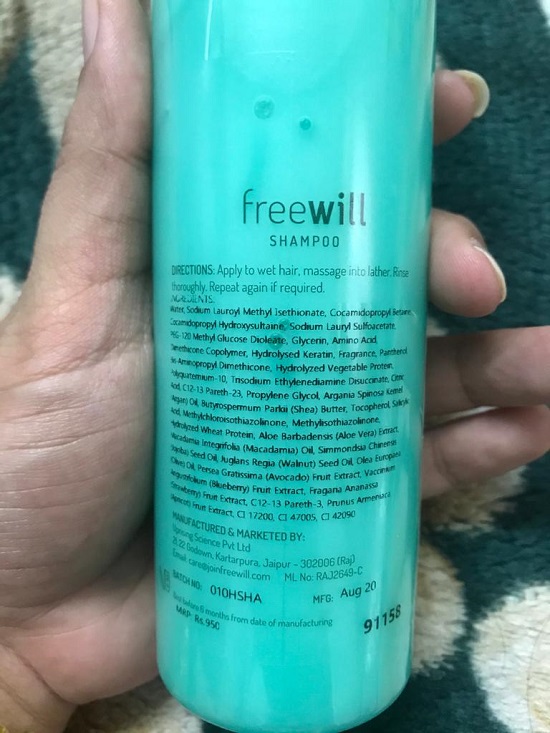 freewill
SHAMPOO
DIRECTIONS: Apply to wet hair, massage into lather. Rinse
thoroughly. Repeat again if required.
INGREDIENTS:
Water, Sodium Lauroyl Methyl Isethionate, Cocamidopropyl Betaine,
Cocamidopropyl Hydroxysultaine, Sodium Lauryl Sulfoacetate,
PEG-120 Methyl Glucose Dioleate, Glycerin, Amino Acid,
Dimethicone Copolymer, Hydrolysed Keratin, Fragrance, Panthenol,
Bis Aminopropyl Dimethicone, Hydrolyzed Vegetable Protein,
Polyquaternium-10, Trisodium Ethylenediamine Disuccinate, Citric
Acid, C12-13 Pareth-23, Propylene Glycol, Argania Spinosa Kernel
(Argan) Oil, Butyrospermum Parkii (Shea) Butter, Tocopherol, Salicylic
Acid, Methylchloroisothiazolinone, Methylisothiazolinone,
Hydrolyzed Wheat Protein, Aloe Barbadensis (Aloe Vera) Extract,
Macadamia Integrifolia (Macadamia) Oil, Simmondsia Chinensis
(Jojoba) Seed Oil, Juglans Regia (Walnut) Seed Oil, Olea Europaea
(Olive) Oil, Persea Gratissima (Avocado) Fruit Extract, Vaccinium
Angustifolium (Blueberry) Fruit Extract, Fragana Ananassa
(Strawberry) Fruit Extract, C12-13 Pareth-3, Prunus Armeniaca
(Apricot) Fruit Extract, CI 17200, CI 47005, CI 42090
MANUFACTURED & MARKETED BY:
Uprising Science Pvt Ltd
21-22 Godown, Kartarpura, Jaipur - 302006 (Raj)
Email: care@joinfreewill.com ML No: RAJ2649-C
BATCH NO: 010HSHA MFG: Aug 20
Best before 6 months from date of manufacturing
MRP: Rs.950 91158